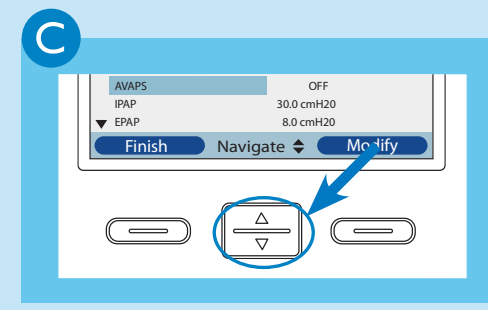 C
AVAPS OFF
IPAP 30.0 cmH20
EPAP 8.0 cmH20
Finish Navigate Modify